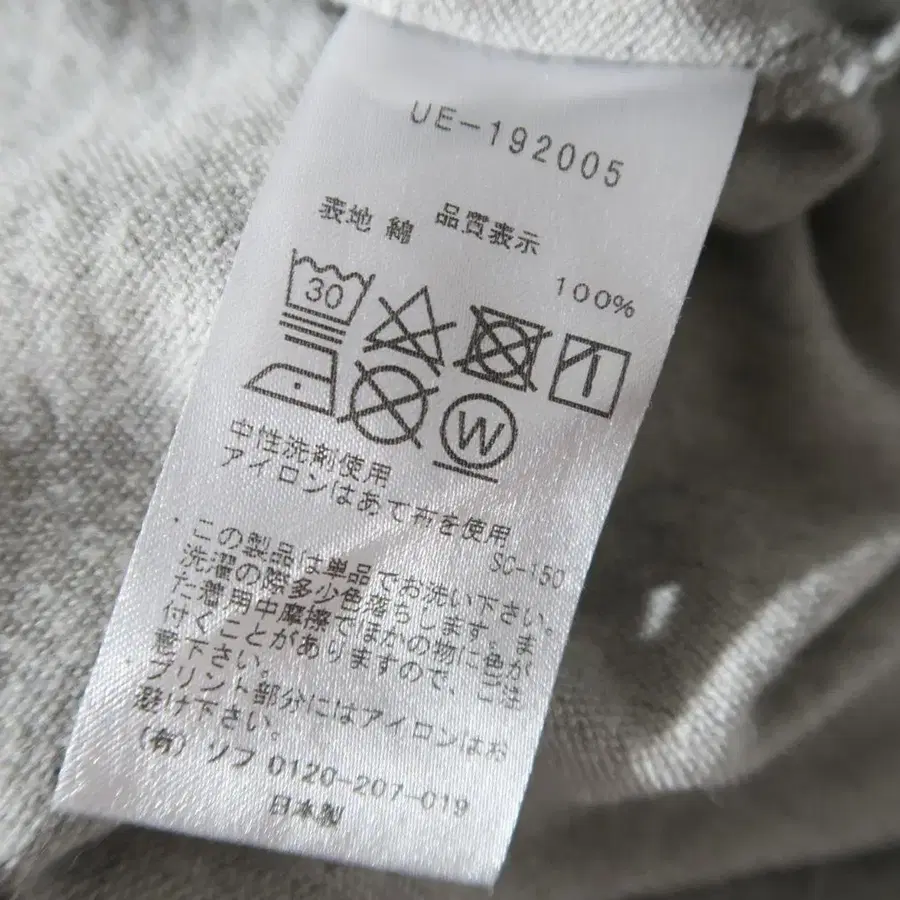 UE-192005
品質表示
表地 綿 100%
30
W
中性洗剤使用
アイロンはあて布を使用
SC-150
・この製品は単品でお洗い下さい。
洗濯の際多少色落ちします。ま
た着用中摩擦でほかの物に色が
付くことがありますので、ご注
意下さい。
・プリント部分にはアイロンはお
避け下さい。
(有) ソフ 0120-207-019
日本製